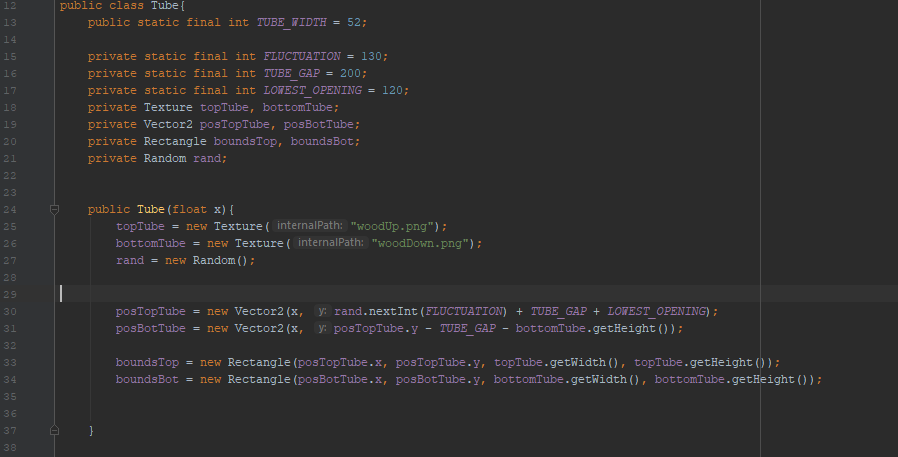 12 public class Tube{
13 public static final int TUBE_WIDTH = 52;
14
15 private static final int FLUCTUATION = 130;
16 private static final int TUBE_GAP = 200;
17 private static final int LOWEST_OPENING = 120;
18 private Texture topTube, bottomTube;
19 private Vector2 posTopTube, posBotTube;
20 private Rectangle boundsTop, boundsBot;
21 private Random rand;
22
23
24 public Tube(float x){
25 topTube = new Texture( internalPath: "woodUp.png");
26 bottomTube = new Texture( internalPath: "woodDown.png");
27 rand = new Random();
28
29
30 posTopTube = new Vector2(x, y: rand.nextInt(FLUCTUATION) + TUBE_GAP + LOWEST_OPENING);
31 posBotTube = new Vector2(x, y: posTopTube.y - TUBE_GAP - bottomTube.getHeight());
32
33 boundsTop = new Rectangle(posTopTube.x, posTopTube.y, topTube.getWidth(), topTube.getHeight());
34 boundsBot = new Rectangle(posBotTube.x, posBotTube.y, bottomTube.getWidth(), bottomTube.getHeight());
35
36
37 }
38